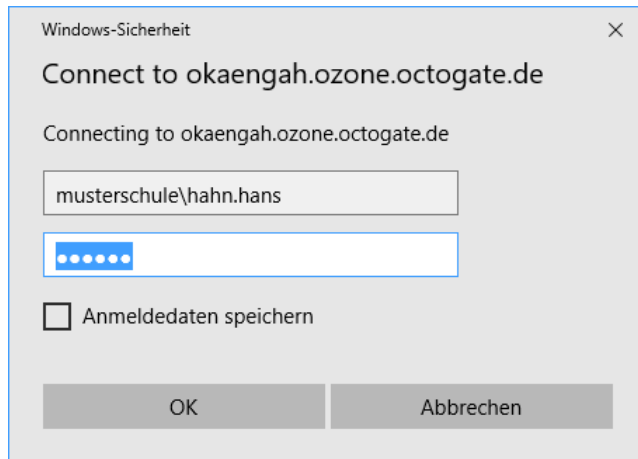 Windows-Sicherheit
Connect to okaengah.ozone.octogate.de
Connecting to okaengah.ozone.octogate.de
musterschule\hahn.hans
●●●●●●
Anmeldedaten speichern
OK Abbrechen